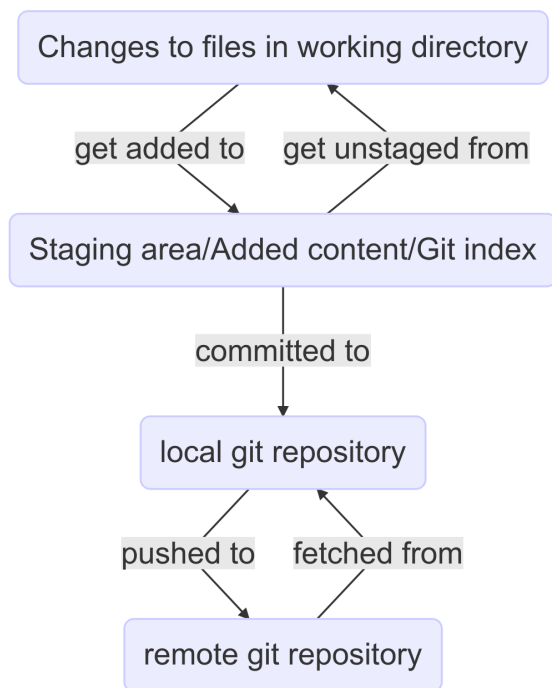 Changes to files in working directory
get added to
get unstaged from
Staging area/Added content/Git index
committed to
local git repository
pushed to
fetched from
remote git repository